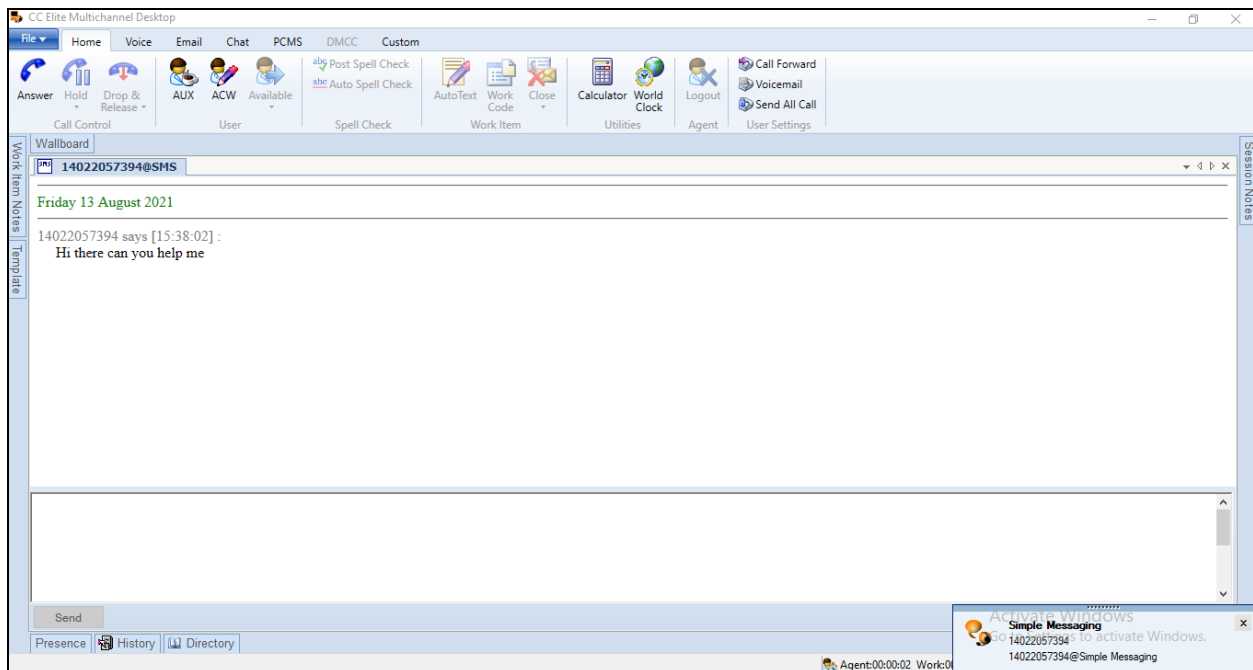 CC Elite Multichannel Desktop
File Home Voice Email Chat PCMS DMCC Custom
Answer Hold Drop & Release AUX ACW Available
abc Post Spell Check
abc Auto Spell Check
AutoText Work Code Close Calculator World Clock Logout
Call Forward
Voicemail
Send All Call
Call Control User Spell Check Work Item Utilities Agent User Settings
Work Item Notes
Template
Wallboard
Session Notes
SMS 14022057394@SMS
Friday 13 August 2021
14022057394 says [15:38:02] :
Hi there can you help me
Send
Presence History Directory
Activate Windows
Go to Settings to activate Windows.
Simple Messaging
14022057394
14022057394@Simple Messaging
Agent:00:00:02 Work:0